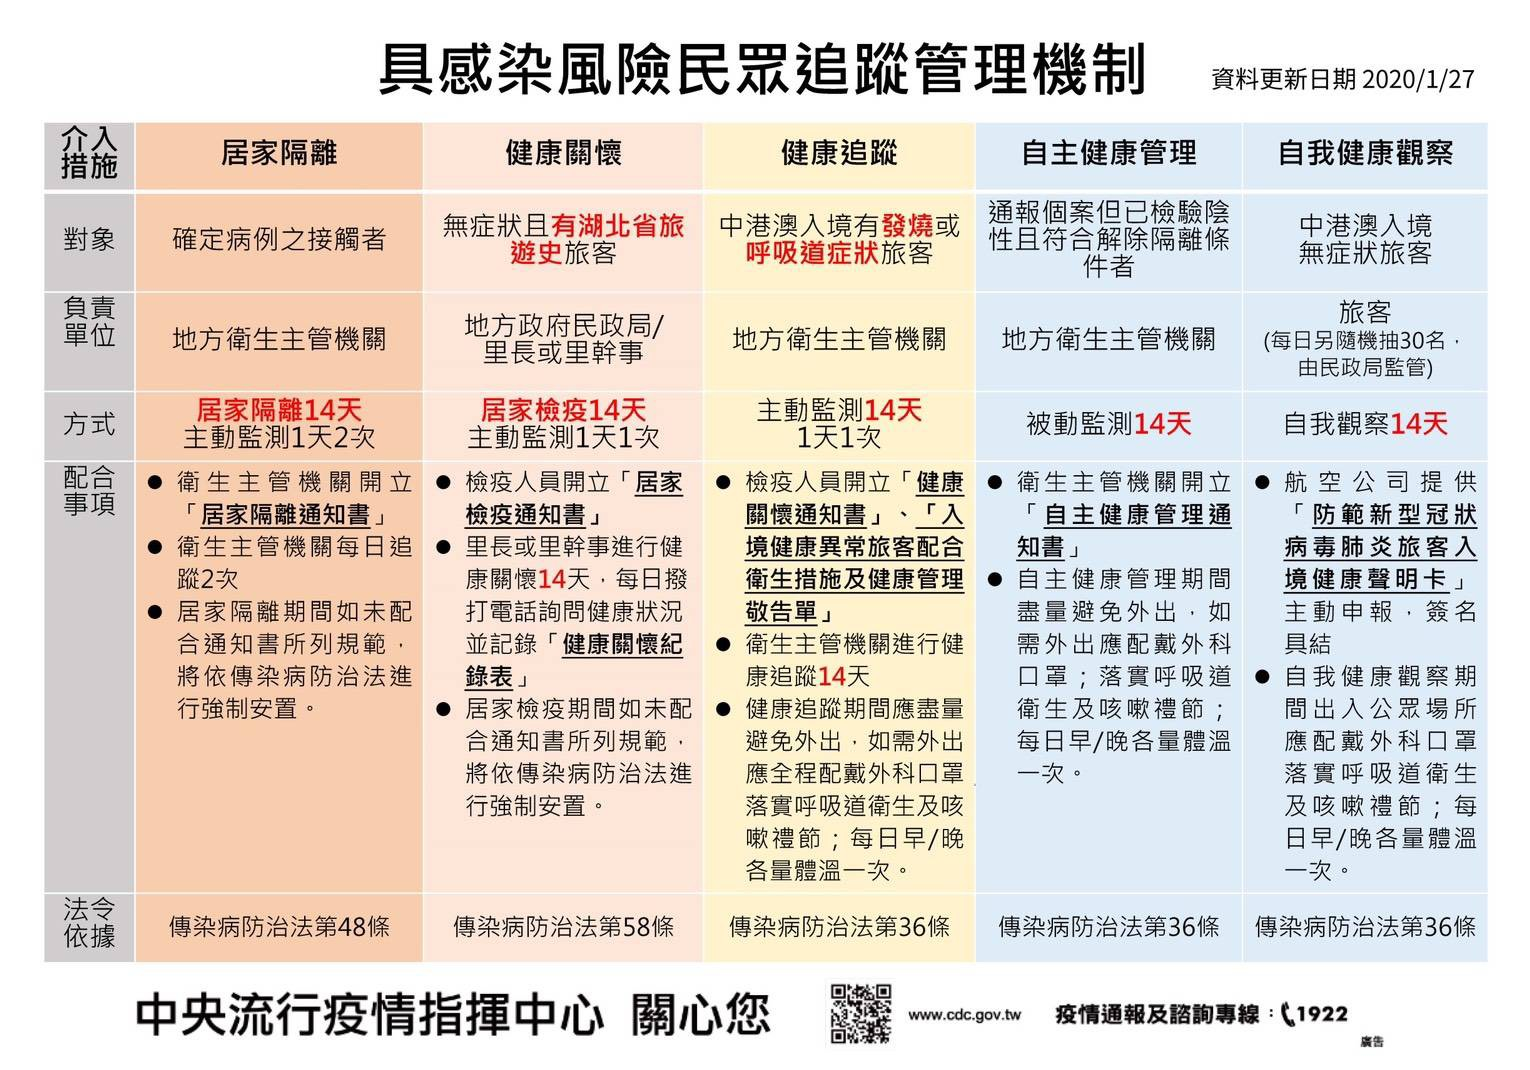 具感染風險民眾追蹤管理機制
資料更新日期 2020/1/27
介入
措施
居家隔離
健康關懷
健康追蹤
自主健康管理
自我健康觀察
對象
確定病例之接觸者
無症狀且有湖北省旅
遊史旅客
中港澳入境有發燒或
呼吸道症狀旅客
通報個案但已檢驗陰
性且符合解除隔離條
件者
中港澳入境
無症狀旅客
負責
單位
地方衛生主管機關
地方政府民政局/
里長或里幹事
地方衛生主管機關
地方衛生主管機關
旅客
(每日另隨機抽30名，
由民政局監管)
方式
居家隔離14天
主動監測1天2次
居家檢疫14天
主動監測1天1次
主動監測14天
1天1次
被動監測14天
自我觀察14天
配合
事項
● 衛生主管機關開立
「居家隔離通知書」
● 衛生主管機關每日追
蹤2次
● 居家隔離期間如未配
合通知書所列規範，
將依傳染病防治法進
行強制安置。
● 檢疫人員開立「居家
檢疫通知書」
● 里長或里幹事進行健
康關懷14天，每日撥
打電話詢問健康狀況
並記錄「健康關懷紀
錄表」
● 居家檢疫期間如未配
合通知書所列規範，
將依傳染病防治法進
行強制安置。
● 檢疫人員開立「健康
關懷通知書」、「入
境健康異常旅客配合
衛生措施及健康管理
敬告單」
● 衛生主管機關進行健
康追蹤14天
● 健康追蹤期間應盡量
避免外出，如需外出
應全程配戴外科口罩
落實呼吸道衛生及咳
嗽禮節；每日早/晚
各量體溫一次。
● 衛生主管機關開立
「自主健康管理通
知書」
● 自主健康管理期間
盡量避免外出，如
需外出應配戴外科
口罩；落實呼吸道
衛生及咳嗽禮節；
每日早/晚各量體溫
一次。
● 航空公司提供
「防範新型冠狀
病毒肺炎旅客入
境健康聲明卡」
主動申報，簽名
具結
● 自我健康觀察期
間出入公眾場所
應配戴外科口罩
落實呼吸道衛生
及咳嗽禮節；每
日早/晚各量體溫
一次。
法令
依據
傳染病防治法第48條
傳染病防治法第58條
傳染病防治法第36條
傳染病防治法第36條
傳染病防治法第36條
中央流行疫情指揮中心 關心您
www.cdc.gov.tw
疫情通報及諮詢專線：1922
廣告